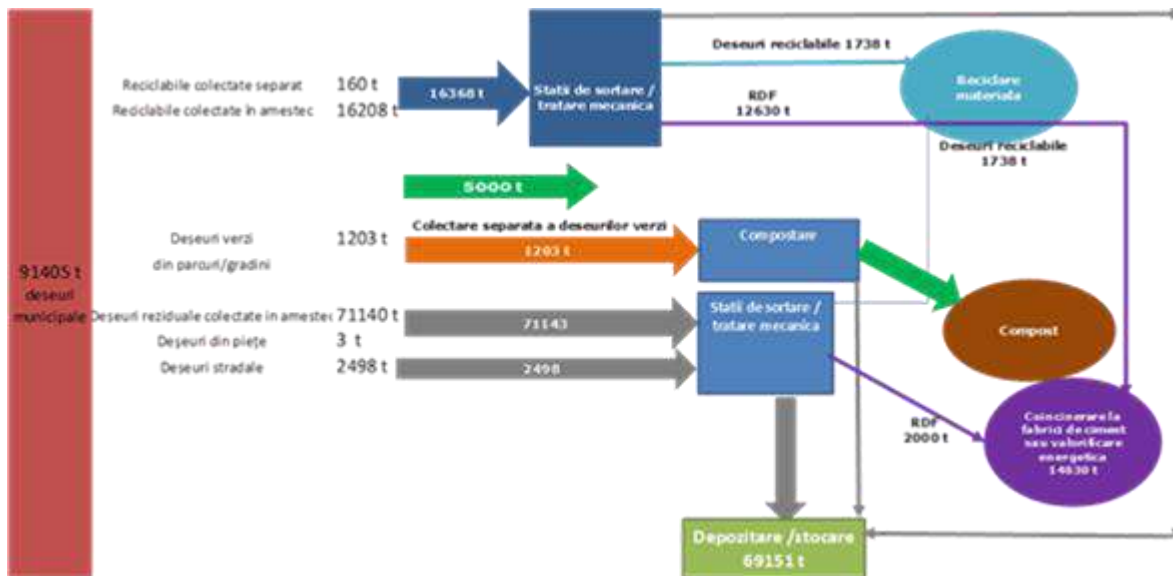 91405 t
deseuri
municipale
Reciclabile colectate separat 160 t
Reciclabile colectate in amestec 16208 t
16368 t
Statii de sortare /
tratare mecanica
Deseuri reciclabile 1738 t
RDF
12630 t
Reciclare
materiala
Deseuri reciclabile
1738 t
5000 t
Colectare separata a deseurilor verzi
Deseuri verzi 1203 t
din parcuri/gradini
1203 t
Compostare
Deseuri reziduale colectate in amestec 71140 t
Deșeuri din piețe 3 t
Deșeuri stradale 2498 t
71143
2498
Statii de sortare /
tratare mecanica
Compost
RDF
2000 t
Coincinerare la
fabrici de ciment
sau valorificare
energetica
14630 t
Depozitare /stocare
69151 t